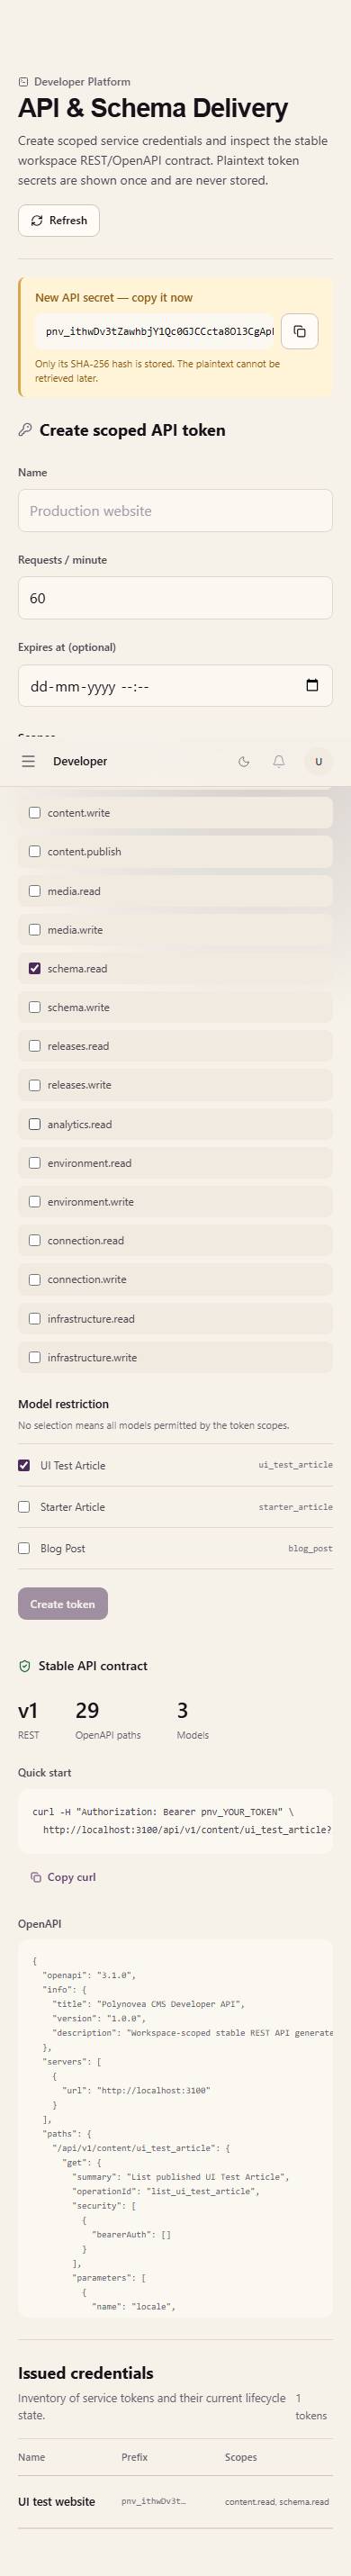 Developer Platform
API & Schema Delivery
Create scoped service credentials and inspect the stable
workspace REST/OpenAPI contract. Plaintext token
secrets are shown once and are never stored.
Refresh
New API secret — copy it now
Only its SHA-256 hash is stored. The plaintext cannot be
retrieved later.
Create scoped API token
Name
Production website
Requests / minute
60
Expires at (optional)
dd-mm-yyyy --:--
Scopes
Developer
U
content.write
content.publish
media.read
media.write
schema.read
schema.write
releases.read
releases.write
analytics.read
environment.read
environment.write
connection.read
connection.write
infrastructure.read
infrastructure.write
Model restriction
No selection means all models permitted by the token scopes.
UI Test Article ui_test_article
Starter Article starter_article
Blog Post blog_post
Create token
Stable API contract
v1 29 3
REST OpenAPI paths Models
Quick start
curl -H "Authorization: Bearer pnv_YOUR_TOKEN" \
http://localhost:3100/api/v1/content/ui_test_article?
Copy curl
OpenAPI
{
"openapi": "3.1.0",
"info": {
"title": "Polynovea CMS Developer API",
"version": "1.0.0",
"description": "Workspace-scoped stable REST API generate
},
"servers": [
{
"url": "http://localhost:3100"
}
],
"paths": {
"/api/v1/content/ui_test_article": {
"get": {
"summary": "List published UI Test Article",
"operationId": "list_ui_test_article",
"security": [
{
"bearerAuth": []
}
],
"parameters": [
{
"name": "locale",
Issued credentials
Inventory of service tokens and their current lifecycle 1
state. tokens
Name Prefix Scopes
UI test website pnv_ithwDv3t… content.read, schema.read